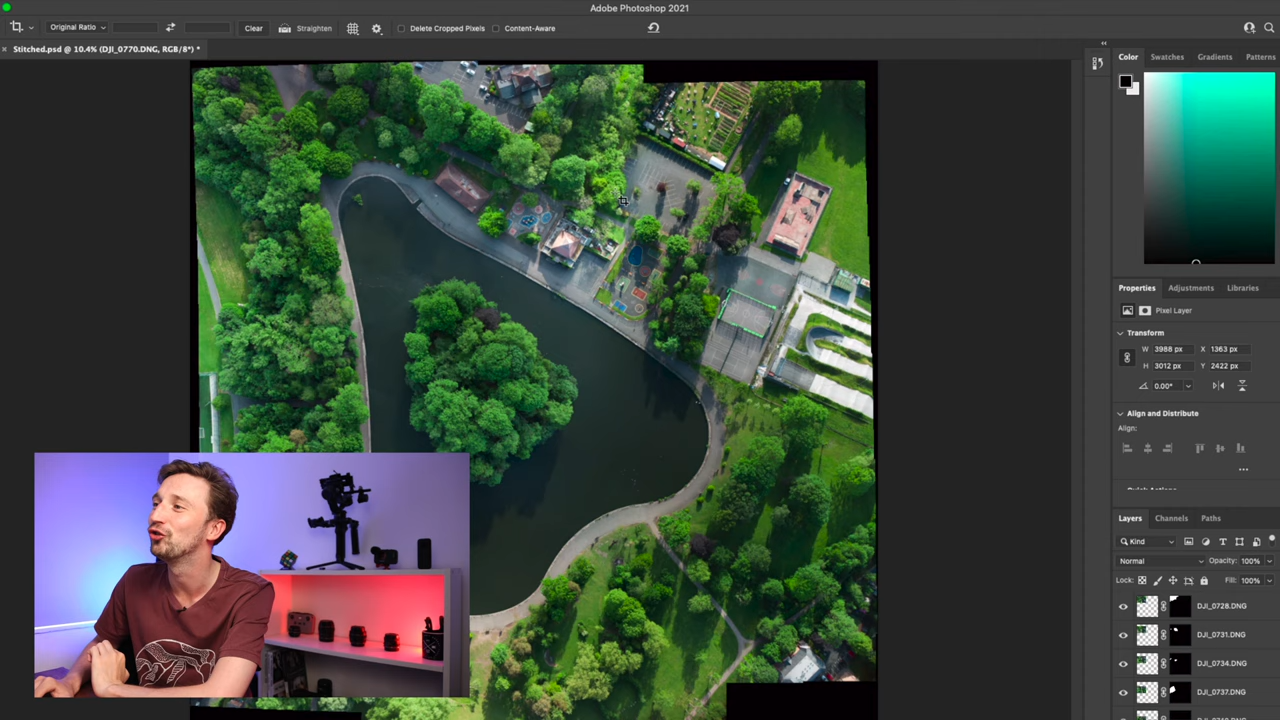 Adobe Photoshop 2021
Original Ratio
Clear
Straighten
Delete Cropped Pixels
Content-Aware
Stitched.psd @ 10.4% (DJI_0770.DNG, RGB/8*) *
Color
Swatches
Gradients
Patterns
Properties
Adjustments
Libraries
Pixel Layer
Transform
W 3988 px X 1363 px
H 3012 px Y 2422 px
0.00°
Align and Distribute
Align:
Layers
Channels
Paths
Kind
Normal
Opacity: 100%
Lock:
Fill: 100%
DJI_0728.DNG
DJI_0731.DNG
DJI_0734.DNG
DJI_0737.DNG